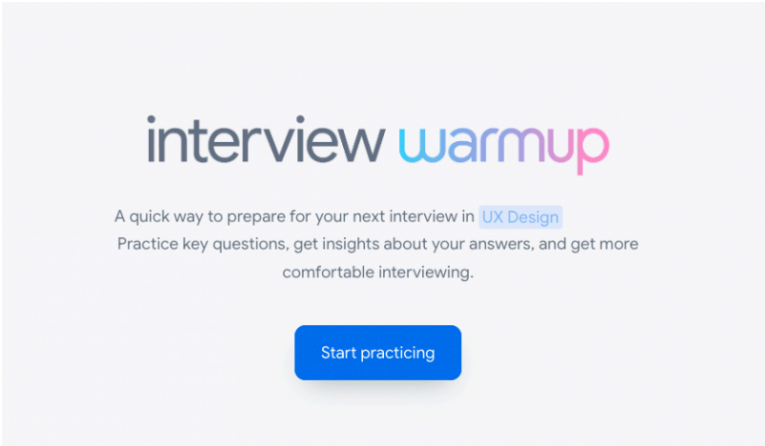 interview warmup
A quick way to prepare for your next interview in UX Design
Practice key questions, get insights about your answers, and get more
comfortable interviewing.
Start practicing